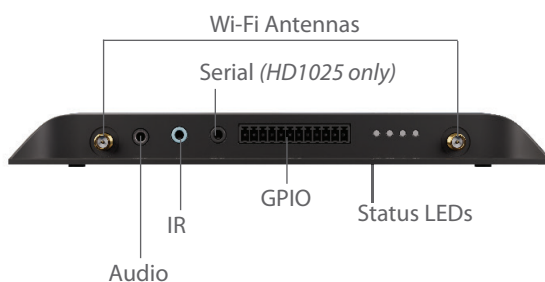 Wi-Fi Antennas
Serial (HD1025 only)
GPIO
Status LEDs
IR
Audio